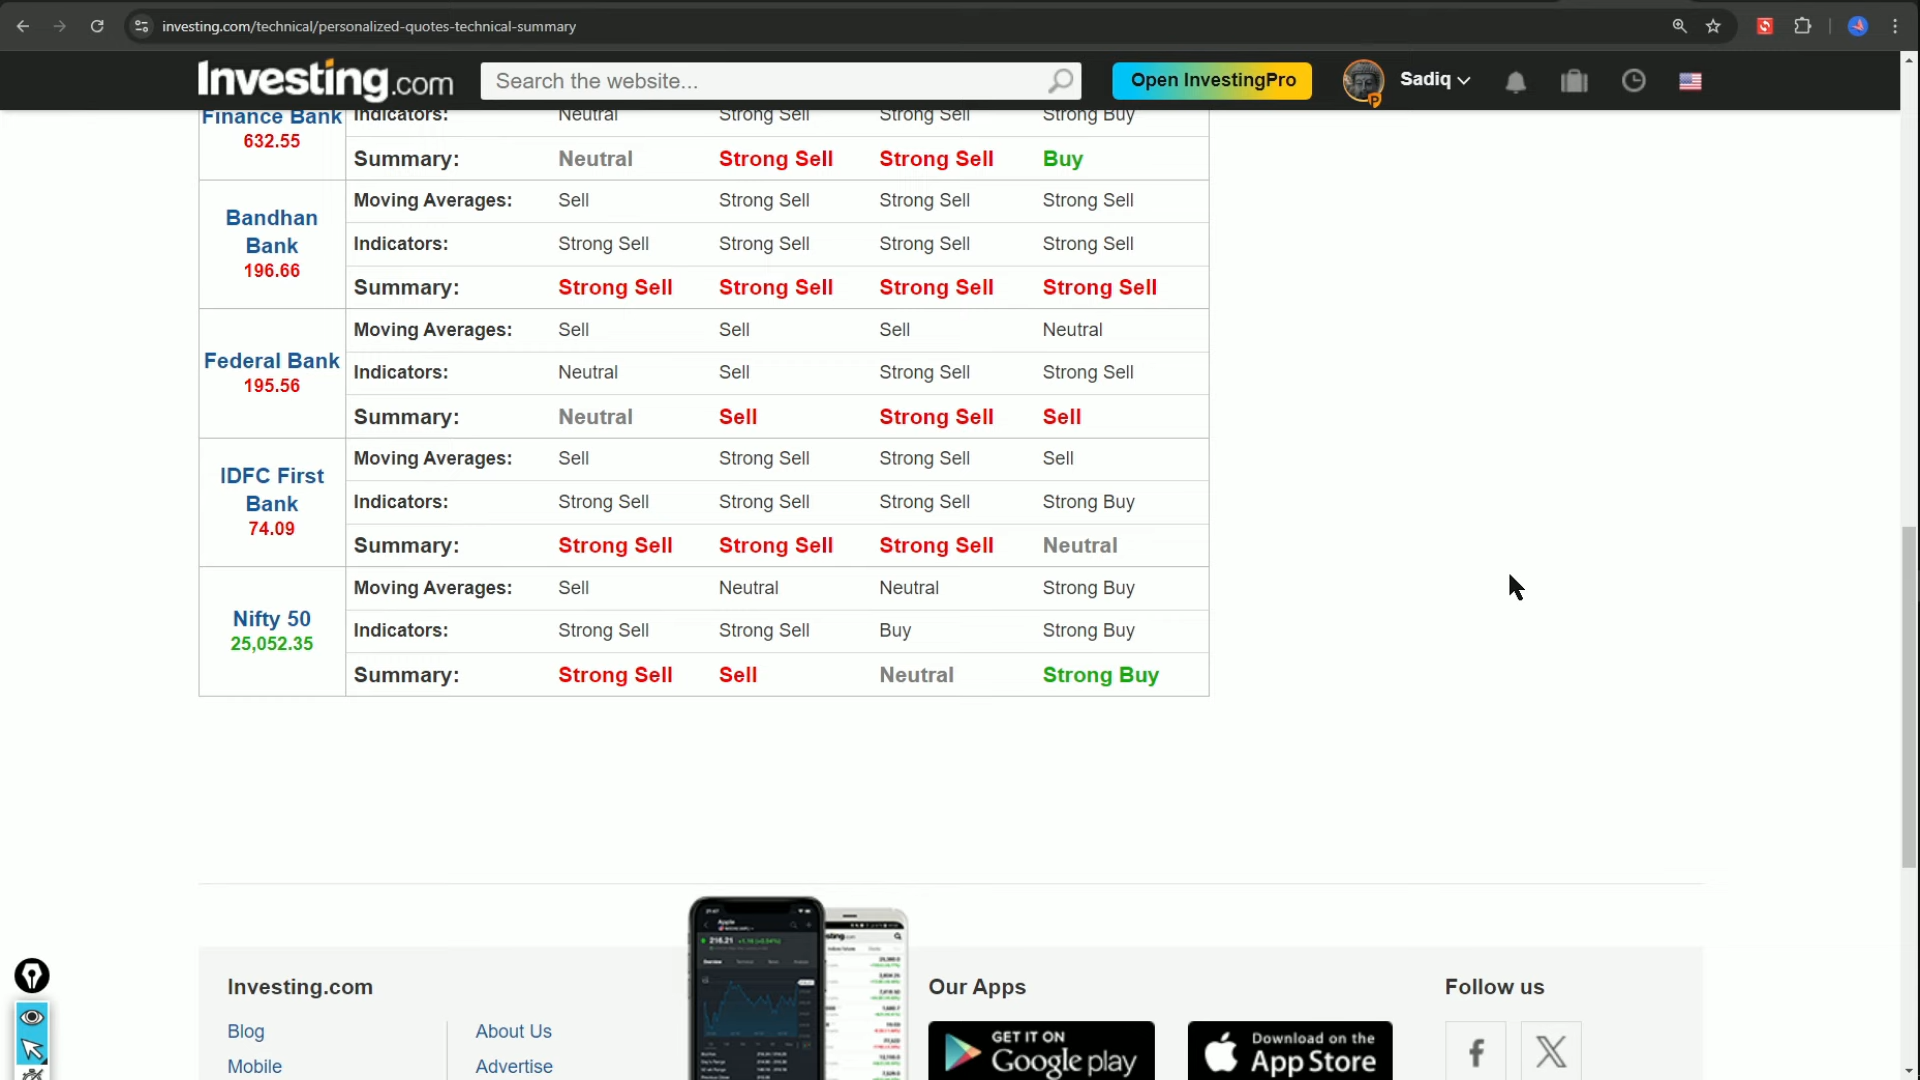 investing.com/technical/personalized-quotes-technical-summary
Investing.com
Search the website...
Open InvestingPro
Sadiq
Finance Bank
632.55
Indicators: Neutral Strong Sell Strong Sell Strong Buy
Summary: Neutral Strong Sell Strong Sell Buy
Bandhan
Bank
196.66
Moving Averages: Sell Strong Sell Strong Sell Strong Sell
Indicators: Strong Sell Strong Sell Strong Sell Strong Sell
Summary: Strong Sell Strong Sell Strong Sell Strong Sell
Federal Bank
195.56
Moving Averages: Sell Sell Sell Neutral
Indicators: Neutral Sell Strong Sell Strong Sell
Summary: Neutral Sell Strong Sell Sell
IDFC First
Bank
74.09
Moving Averages: Sell Strong Sell Strong Sell Sell
Indicators: Strong Sell Strong Sell Strong Sell Strong Buy
Summary: Strong Sell Strong Sell Strong Sell Neutral
Nifty 50
25,052.35
Moving Averages: Sell Neutral Neutral Strong Buy
Indicators: Strong Sell Strong Sell Buy Strong Buy
Summary: Strong Sell Sell Neutral Strong Buy
Investing.com
Blog
Mobile
About Us
Advertise
Apple
216.21
Our Apps
GET IT ON
Google play
Download on the
App Store
Follow us